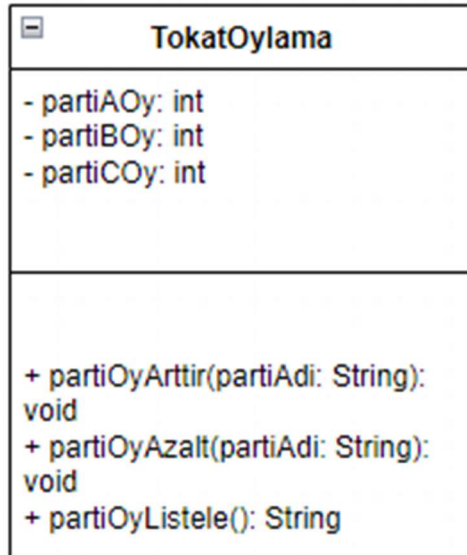 TokatOylama
- partiAOy: int
- partiBOy: int
- partiCOy: int
+ partiOyArttir(partiAdi: String):
void
+ partiOyAzalt(partiAdi: String):
void
+ partiOyListele(): String